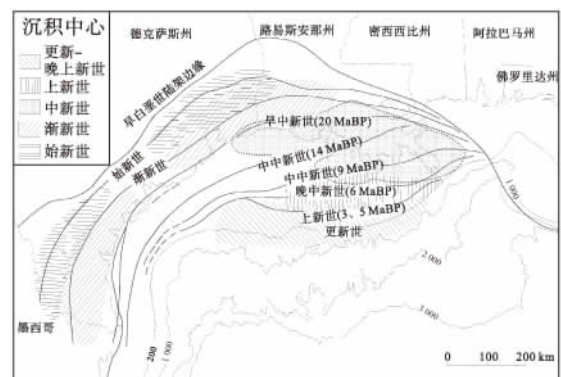 沉积中心
更新-
晚上新世
上新世
中新世
渐新世
始新世
德克萨斯州
路易斯安那州
密西西比州
阿拉巴马州
佛罗里达州
早白垩世陆架边缘
始新世
渐新世
早中新世(20 MaBP)
中中新世(14 MaBP)
中中新世(9 MaBP)
晚中新世(6 MaBP)
上新世(3、5 MaBP)
更新世
1 000
2 000
3 000
墨西哥
200
1 000
0 100 200 km